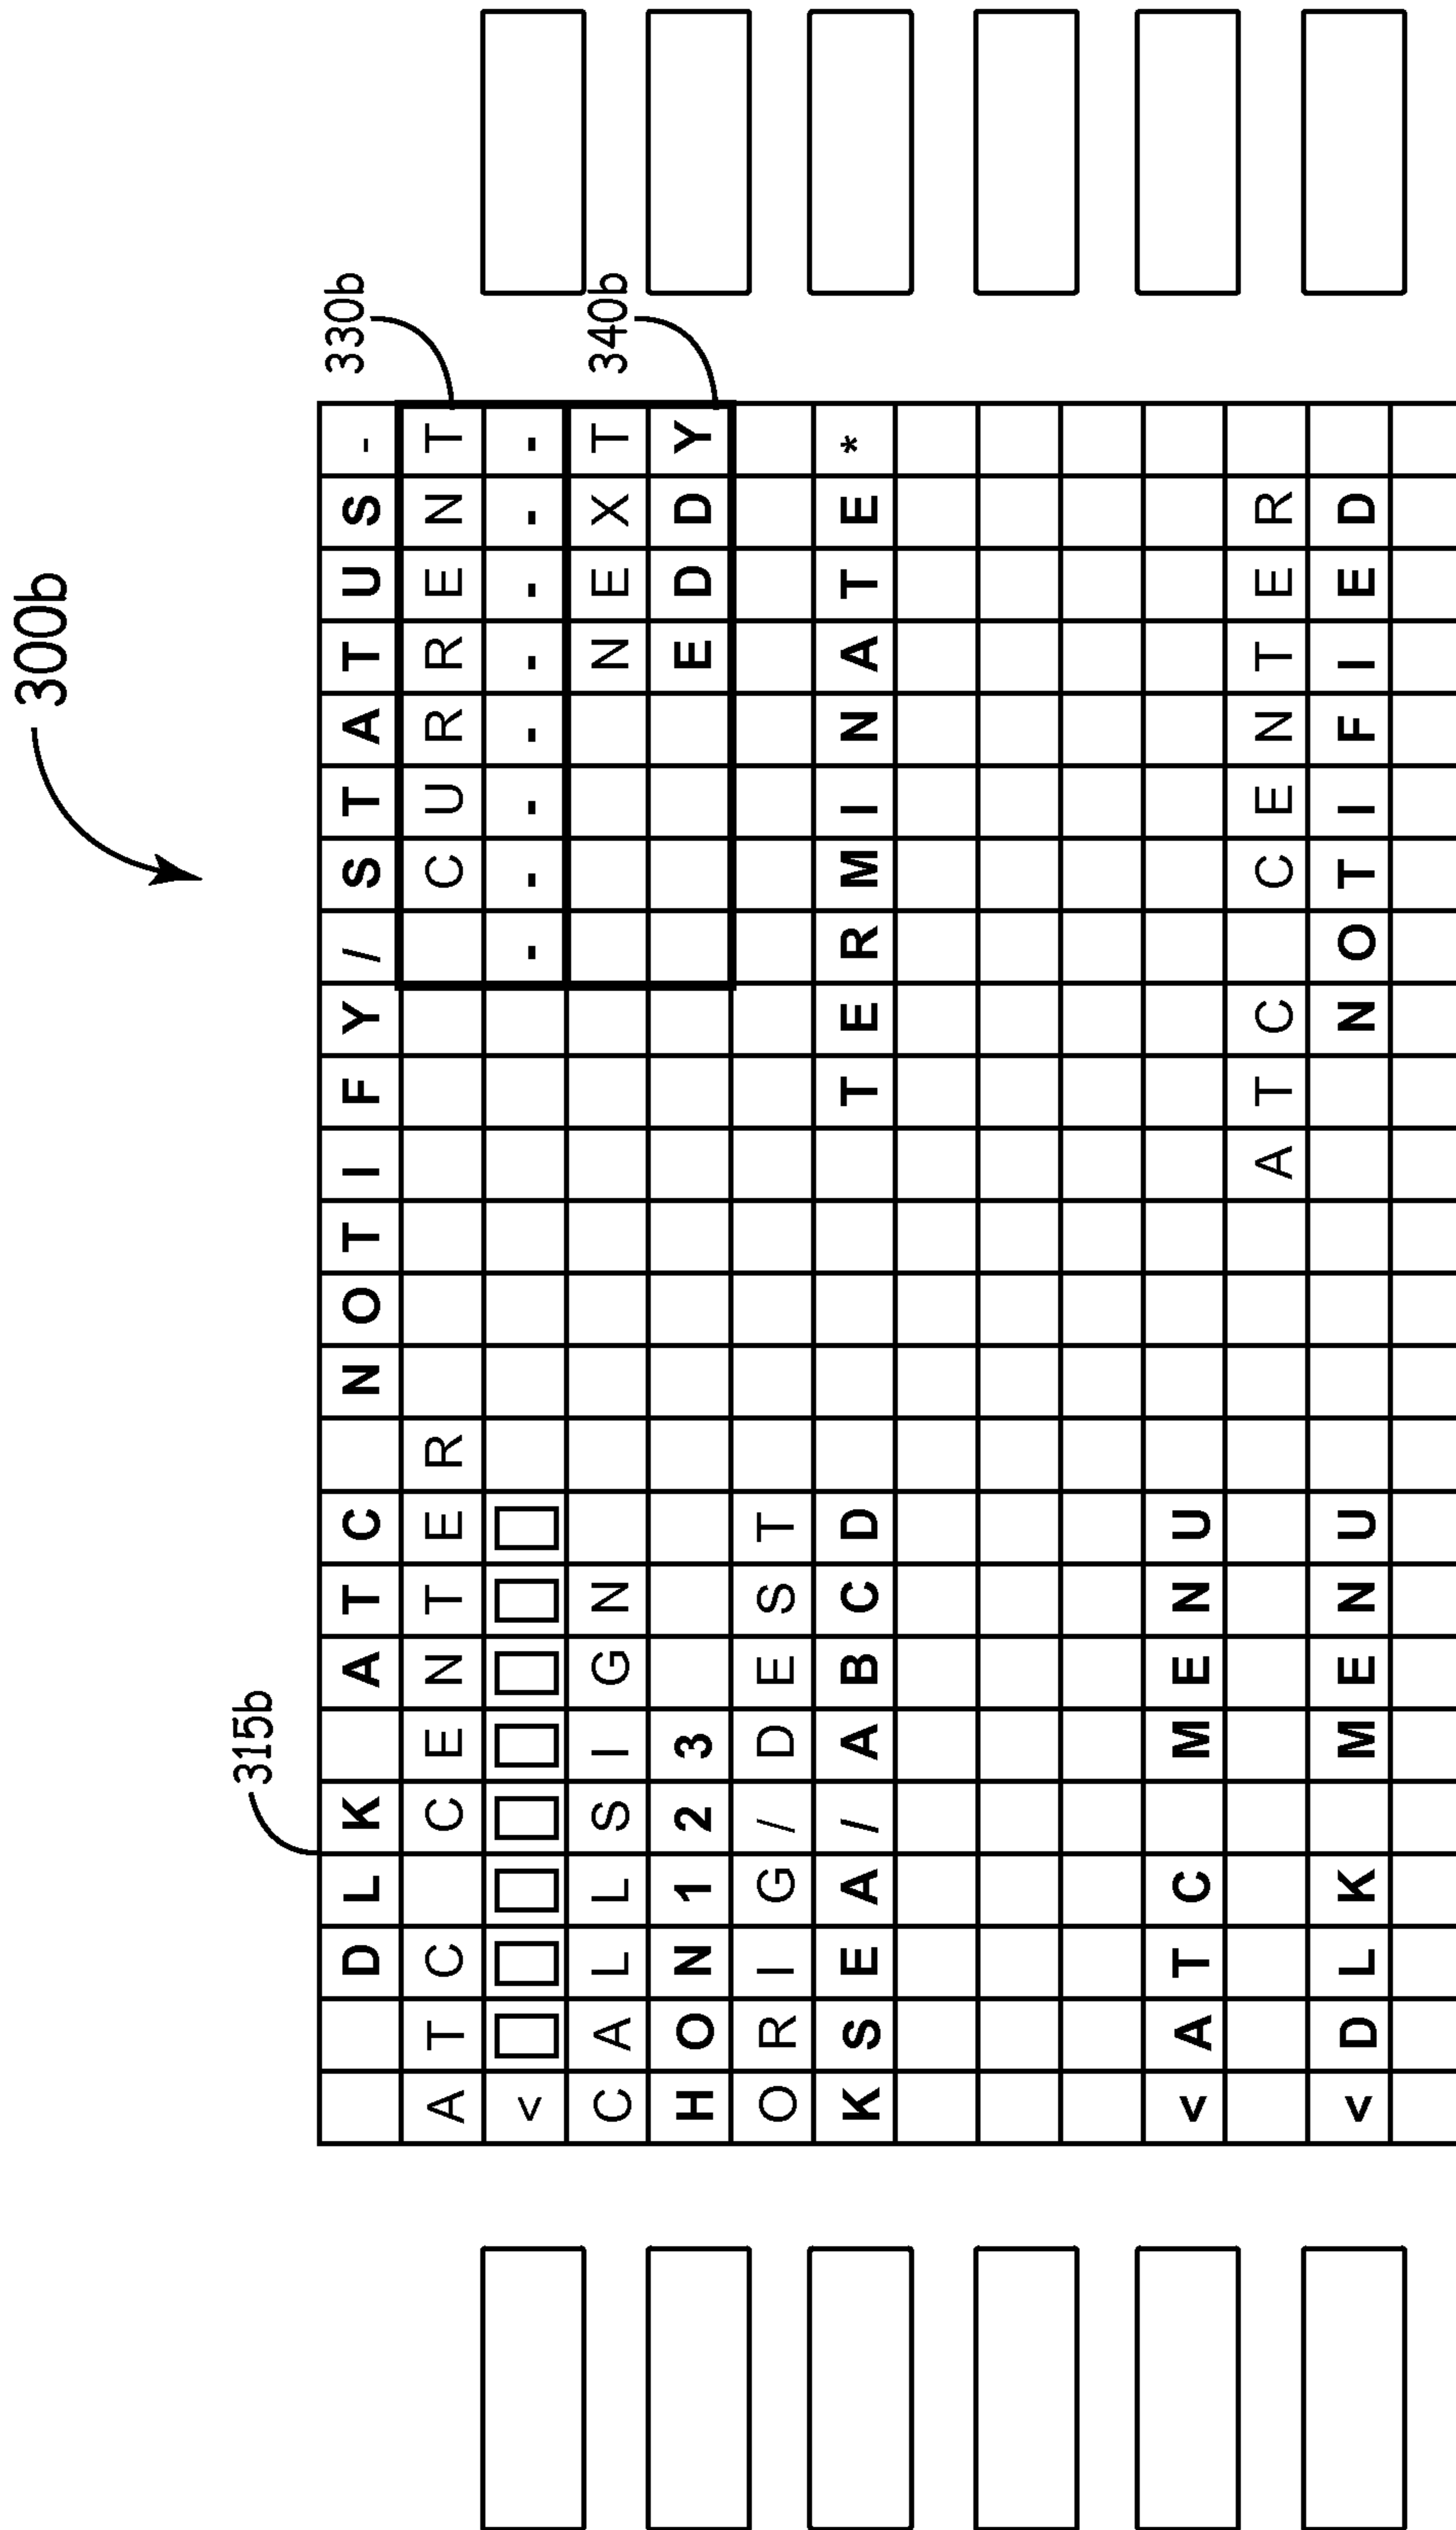 300b
315b
DLK ATC NOTIFY/STATUS-
330b
ATC CENTER CURRENT
<□□□□□□□□ --------
340b
CALLSIGN NEXT
HON123 EDDY
ORIG/DEST
KSEA/ABCD TERMINATE*
<ATC MENU
ATC CENTER
<DLK MENU NOTIFIED